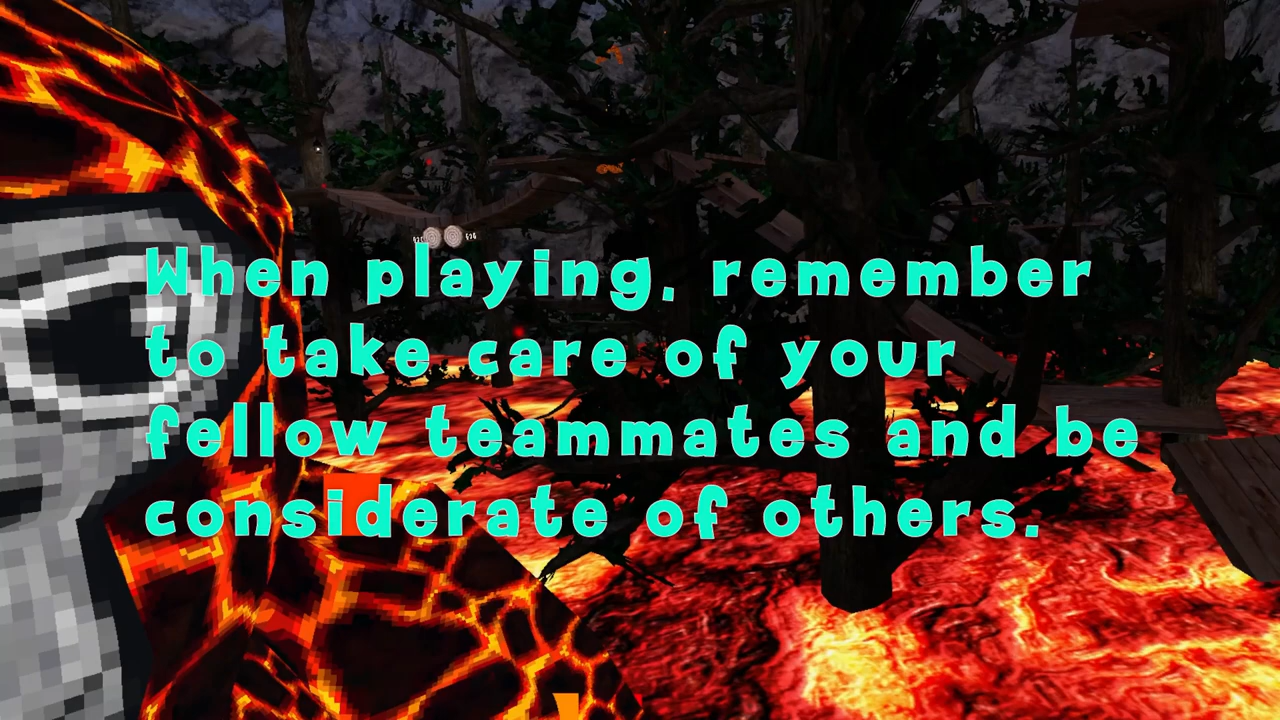 When playing, remember
to take care of your
fellow teammates and be
considerate of others.